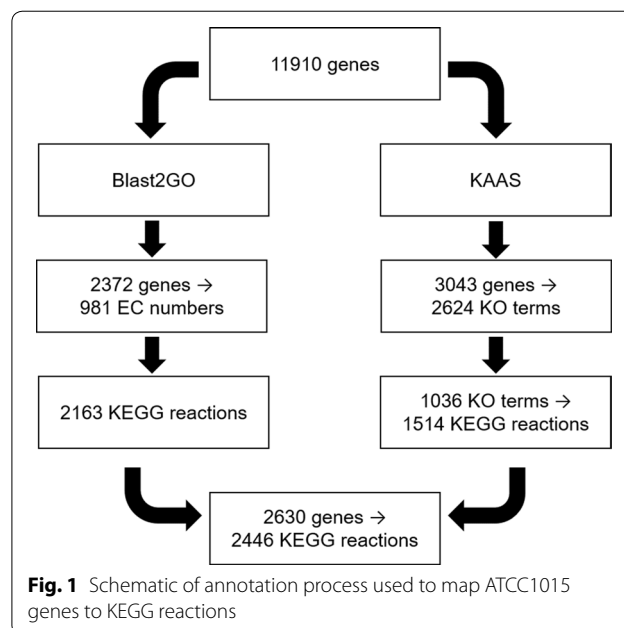 11910 genes
Blast2GO
KAAS
2372 genes →
981 EC numbers
3043 genes →
2624 KO terms
2163 KEGG reactions
1036 KO terms →
1514 KEGG reactions
2630 genes →
2446 KEGG reactions
Fig. 1 Schematic of annotation process used to map ATCC1015
genes to KEGG reactions